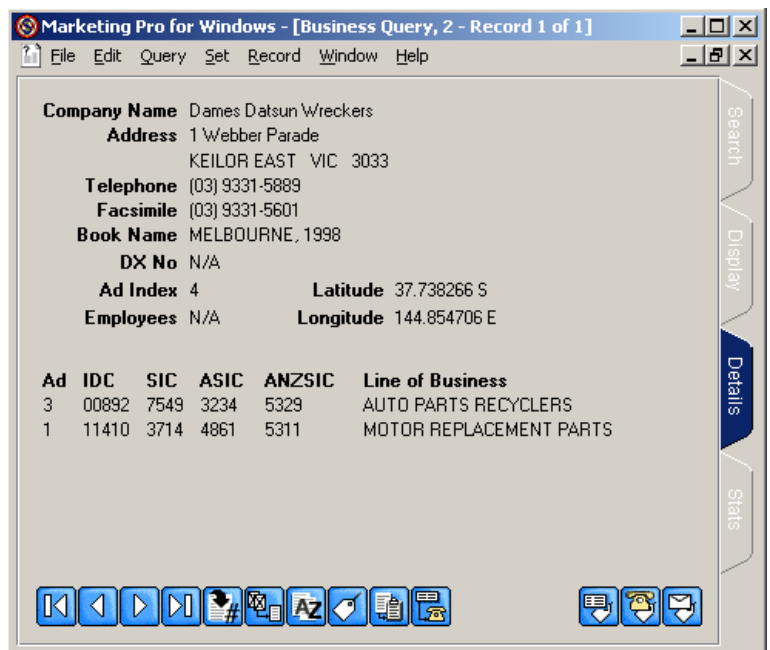 Marketing Pro for Windows - [Business Query, 2 - Record 1 of 1]
File Edit Query Set Record Window Help
Company Name Dames Datsun Wreckers
Address 1 Webber Parade
KEILOR EAST VIC 3033
Telephone (03) 9331-5889
Facsimile (03) 9331-5601
Book Name MELBOURNE, 1998
DX No N/A
Ad Index 4 Latitude 37.738266 S
Employees N/A Longitude 144.854706 E
Ad IDC SIC ASIC ANZSIC Line of Business
3 00892 7549 3234 5329 AUTO PARTS RECYCLERS
1 11410 3714 4861 5311 MOTOR REPLACEMENT PARTS
Search
Display
Details
Stats
#
AZ